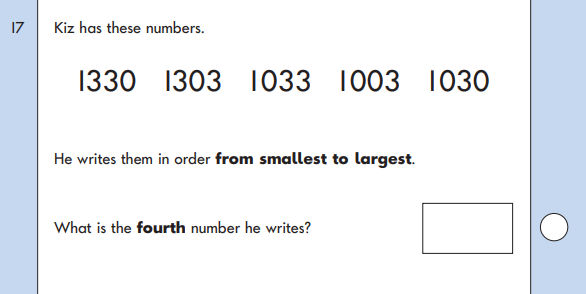 17 Kiz has these numbers.
1330 1303 1033 1003 1030
He writes them in order from smallest to largest.
What is the fourth number he writes?